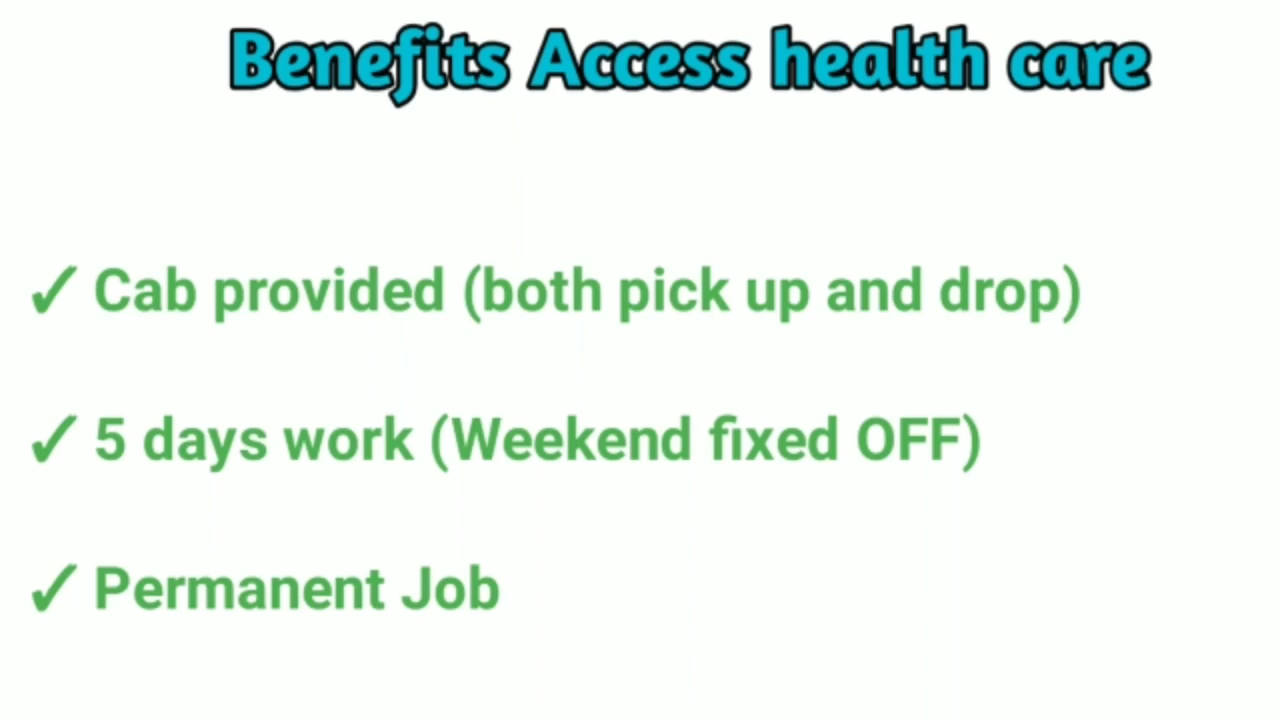 Benefits Access health care
✓ Cab provided (both pick up and drop)
✓ 5 days work (Weekend fixed OFF)
✓ Permanent Job